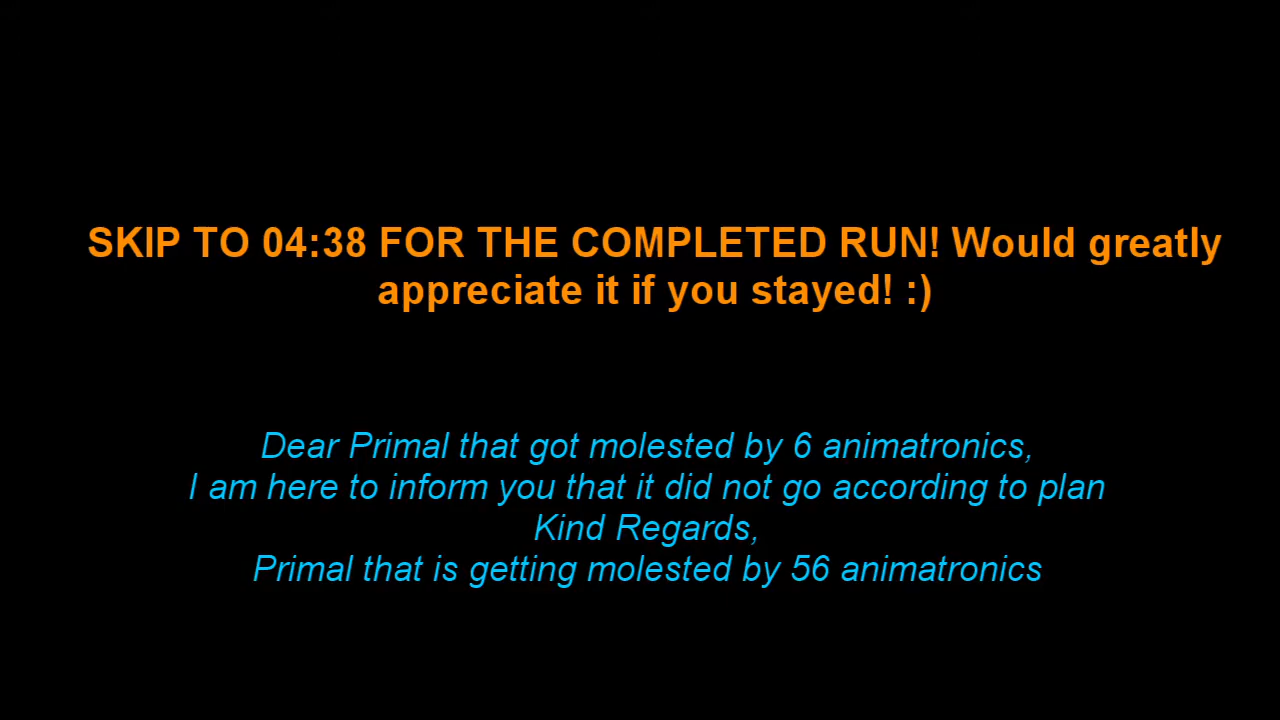 SKIP TO 04:38 FOR THE COMPLETED RUN! Would greatly
appreciate it if you stayed! :)
Dear Primal that got molested by 6 animatronics,
I am here to inform you that it did not go according to plan
Kind Regards,
Primal that is getting molested by 56 animatronics